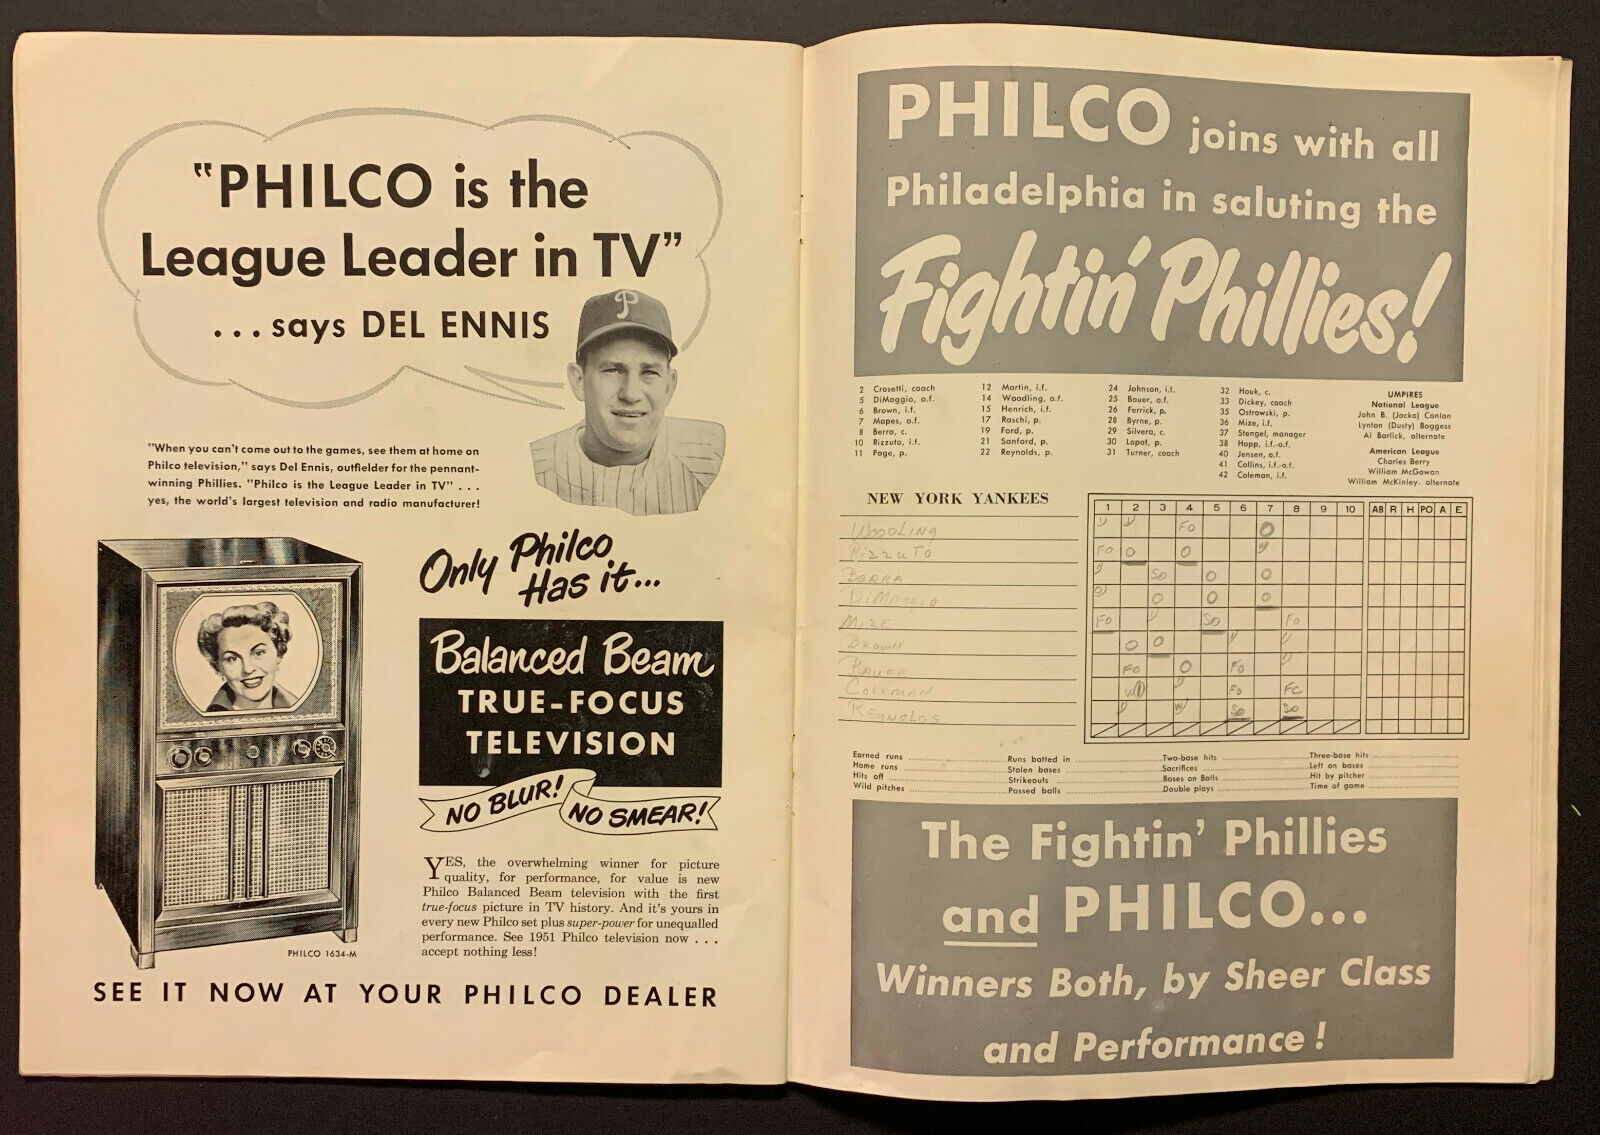 "PHILCO is the
League Leader in TV"
...says DEL ENNIS
P
"When you can't come out to the games, see them at home on
Philco television," says Del Ennis, outfielder for the pennant-
winning Phillies. "Philco is the League Leader in TV" ...
yes, the world's largest television and radio manufacturer!
Only Philco
Has it...
Balanced Beam
TRUE-FOCUS
TELEVISION
NO BLUR! NO SMEAR!
YES, the overwhelming winner for picture
quality, for performance, for value is new
Philco Balanced Beam television with the first
true-focus picture in TV history. And it's yours in
every new Philco set plus super-power for unequalled
performance. See 1951 Philco television now ...
accept nothing less!
PHILCO 1634-M
SEE IT NOW AT YOUR PHILCO DEALER
PHILCO joins with all
Philadelphia in saluting the
Fightin' Phillies!
2 Crosetti, coach
5 DiMaggio, o.f.
6 Brown, i.f.
7 Mapes, o.f.
8 Berra, c.
10 Rizzuto, i.f.
11 Page, p.
12 Martin, i.f.
14 Woodling, o.f.
15 Henrich, i.f.
17 Raschi, p.
19 Ford, p.
21 Sanford, p.
22 Reynolds, p.
24 Johnson, i.f.
25 Bauer, o.f.
26 Ferrick, p.
28 Byrne, p.
29 Silvera, c.
30 Lopat, p.
31 Turner, coach
32 Houk, c.
33 Dickey, coach
35 Ostrowski, p.
36 Mize, i.f.
37 Stengel, manager
38 Hopp, i.f.-o.f.
40 Jensen, o.f.
41 Collins, i.f.-o.f.
42 Coleman, i.f.
UMPIRES
National League
John B. (Jocko) Conlan
Lynton (Dusty) Boggess
Al Barlick, alternate
American League
Charles Berry
William McGowan
William McKinley, alternate
NEW YORK YANKEES
1 2 3 4 5 6 7 8 9 10 AB R H PO A E
WOODLING FO O
RIZZUTO FO O O W
BERRA SO O O
DiMAGGIO O O O O
MIZE FO SO FO
BROWN O O
BAUER FO O FO
COLEMAN W FO FC
REYNOLDS W SO SO
Earned runs
Home runs
Hits off
Wild pitches
Runs batted in
Stolen bases
Strikeouts
Passed balls
Two-base hits
Sacrifices
Bases on Balls
Double plays
Three-base hits
Left on bases
Hit by pitcher
Time of game
The Fightin' Phillies
and PHILCO...
Winners Both, by Sheer Class
and Performance!